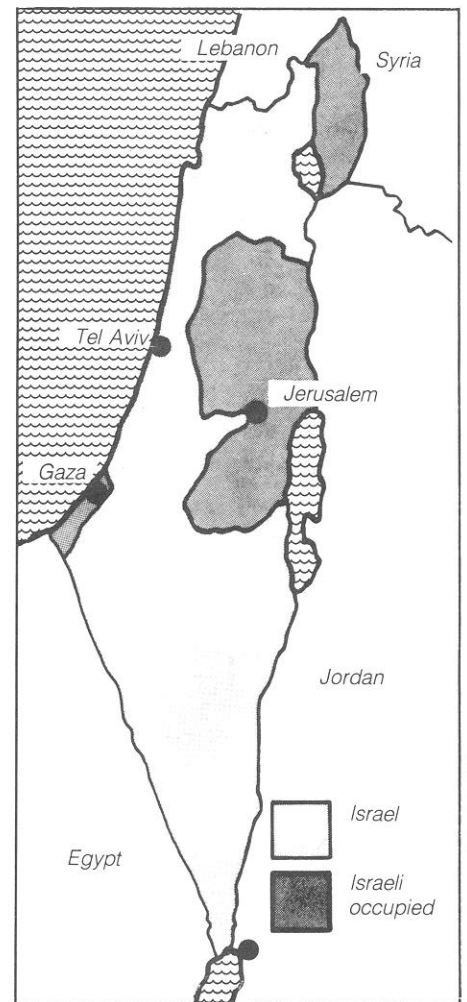 Lebanon
Syria
Tel Aviv
Jerusalem
Gaza
Jordan
Israel
Egypt
Israeli
occupied